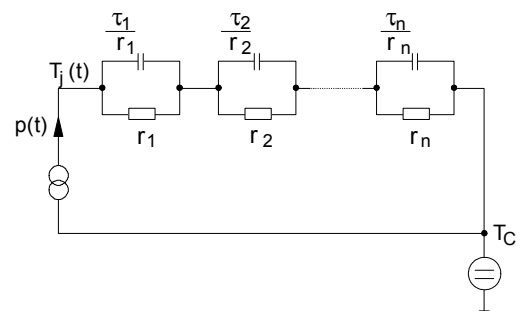 τ1/r1 τ2/r2 τn/rn
Tj(t)
r1 r2 rn
p(t)
TC